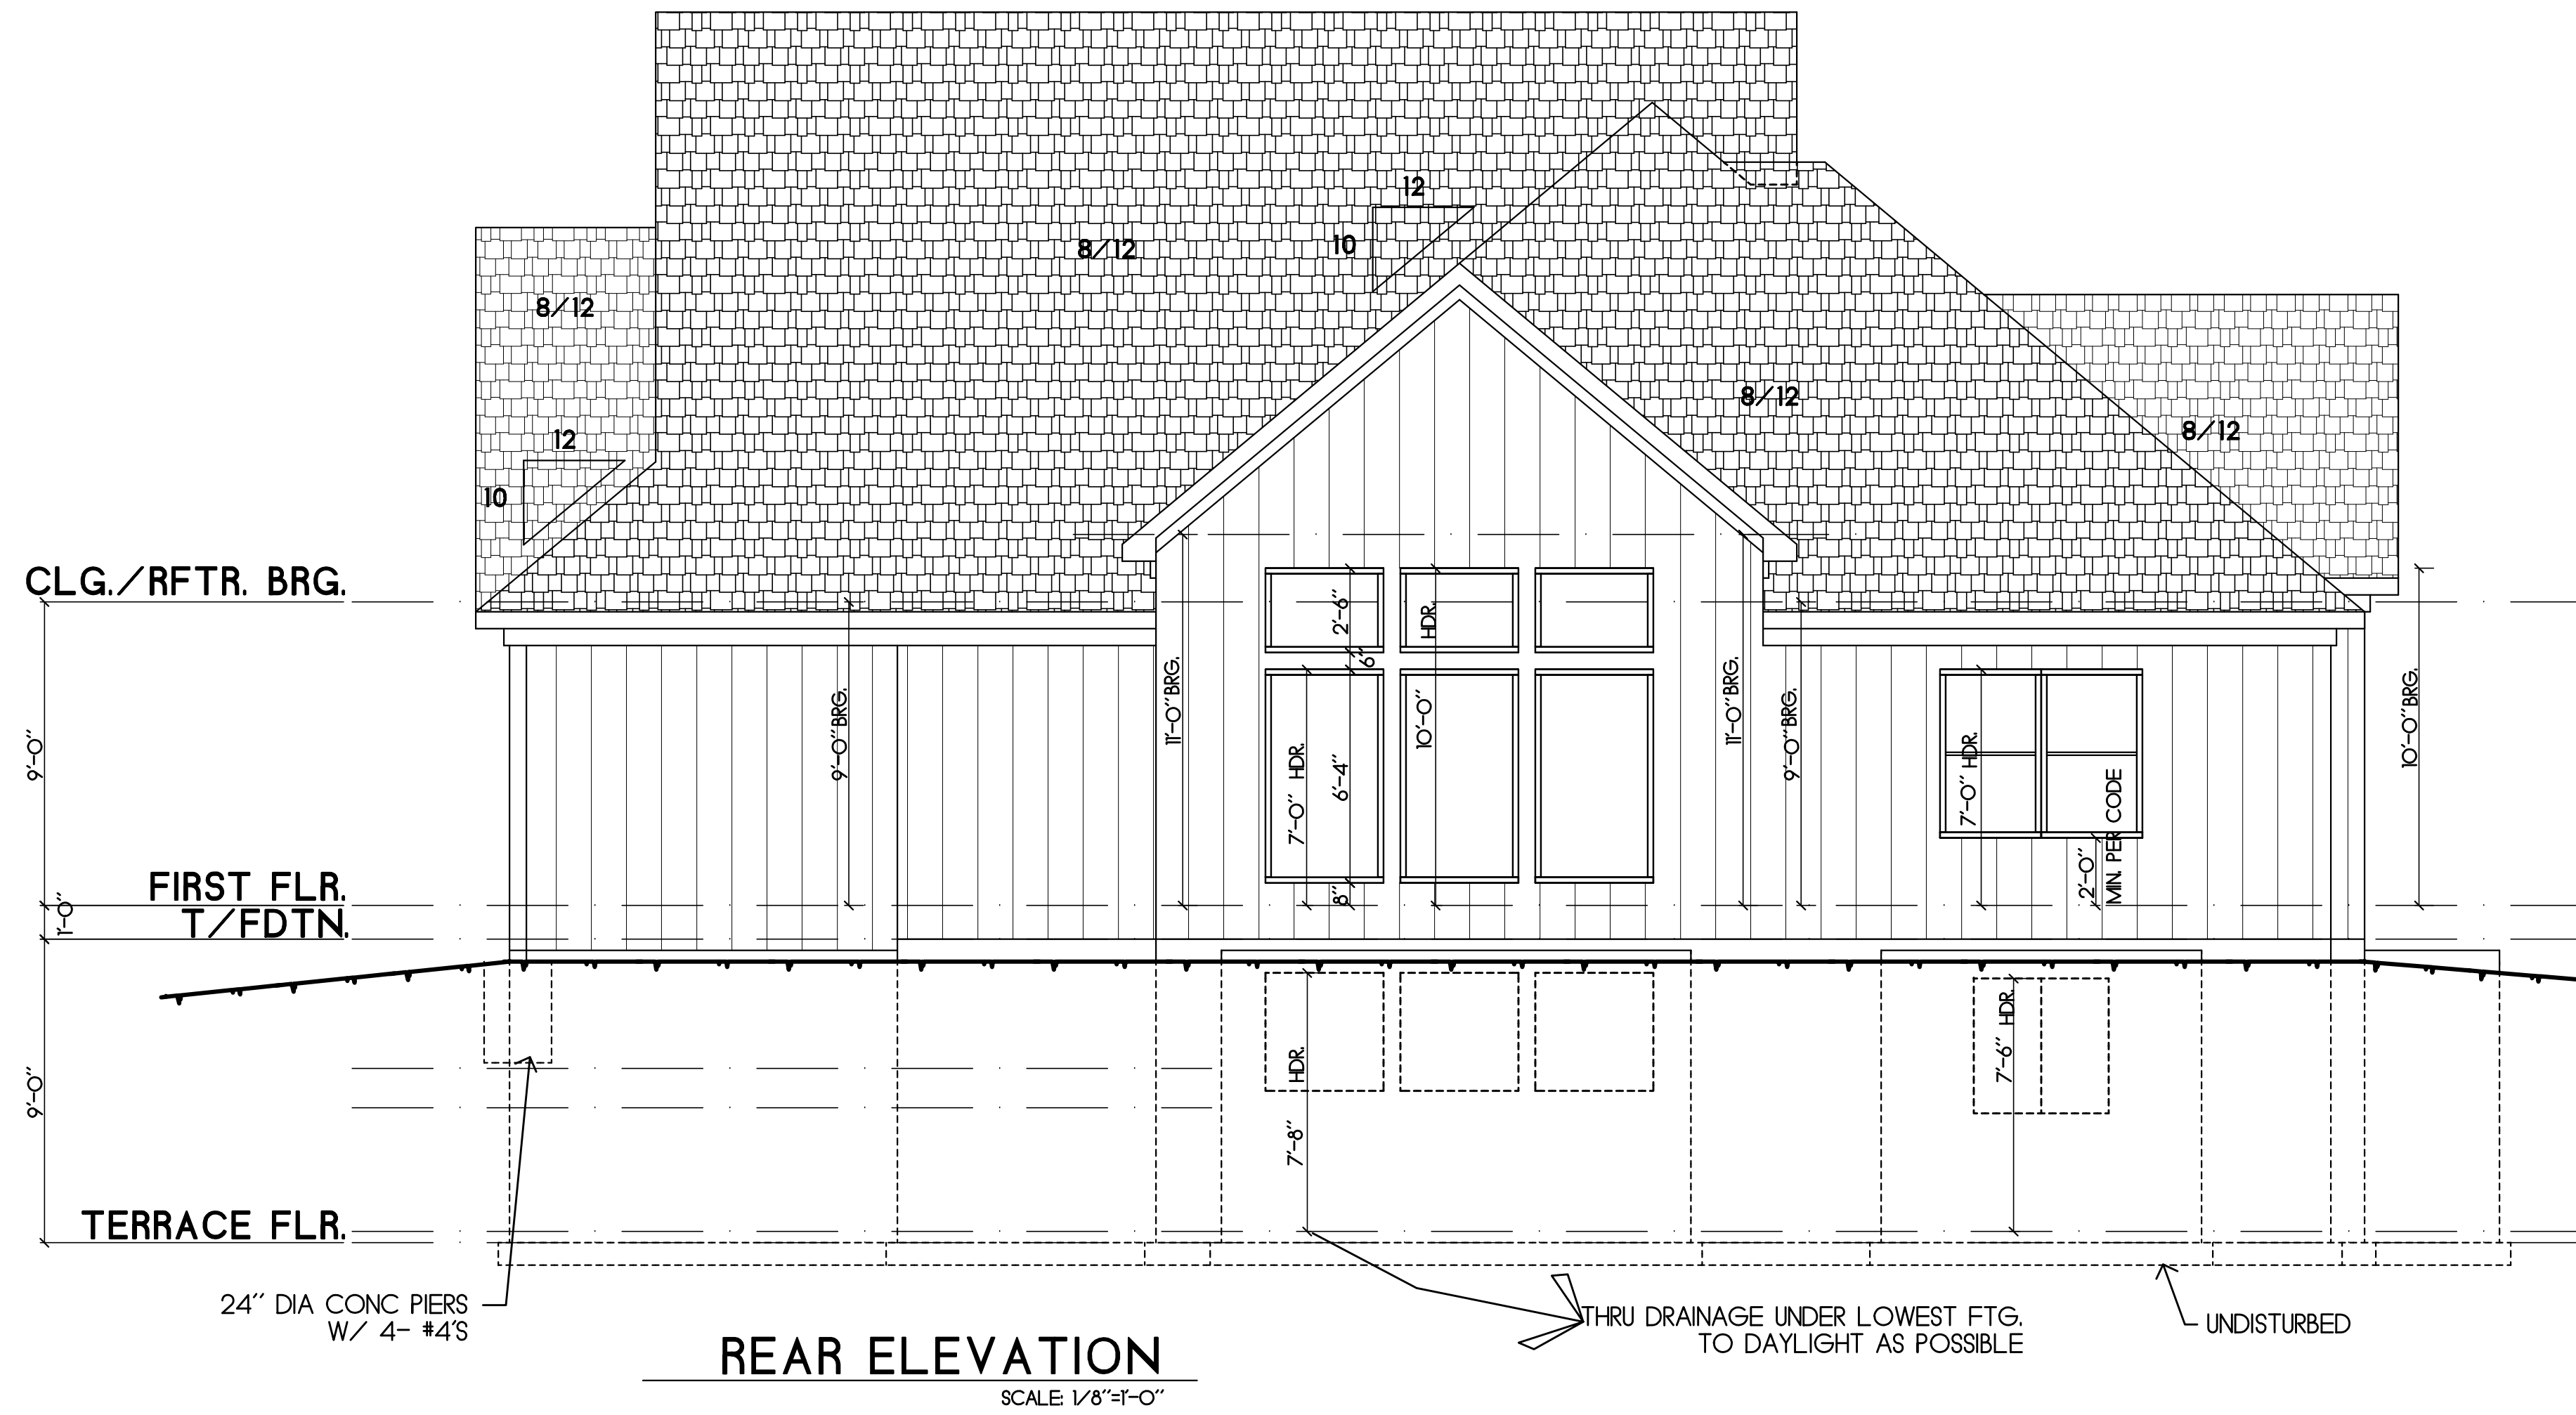 12
10
8/12
8/12
12
10
8/12
8/12
CLG./RFTR. BRG.
9'-0"
9'-0" BRG.
11'-0" BRG.
2'-6"
6"
HDR.
10'-0"
7'-0" HDR.
6'-4"
8"
11'-0" BRG.
9'-0" BRG.
7'-0" HDR.
2'-0"
MIN. PER CODE
10'-0" BRG.
FIRST FLR.
1'-0"
T/FDTN.
9'-0"
HDR.
7'-8"
7'-6" HDR.
TERRACE FLR.
24" DIA CONC PIERS
W/ 4- #4'S
THRU DRAINAGE UNDER LOWEST FTG.
TO DAYLIGHT AS POSSIBLE
UNDISTURBED
REAR ELEVATION
SCALE: 1/8"=1'-0"